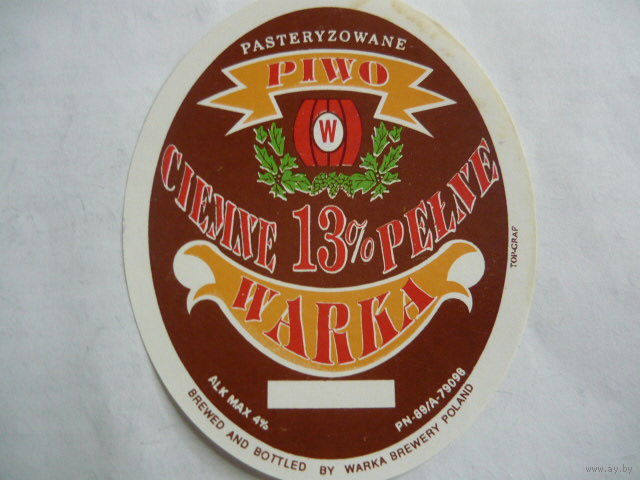 PASTERYZOWANE
PIWO
W
CIEMNE 13% PEŁNE
WARKA
ALK MAX 4%
PN-89/A-79098
BREWED AND BOTTLED BY WARKA BREWERY POLAND
TOP-GRAF
www.ay.by